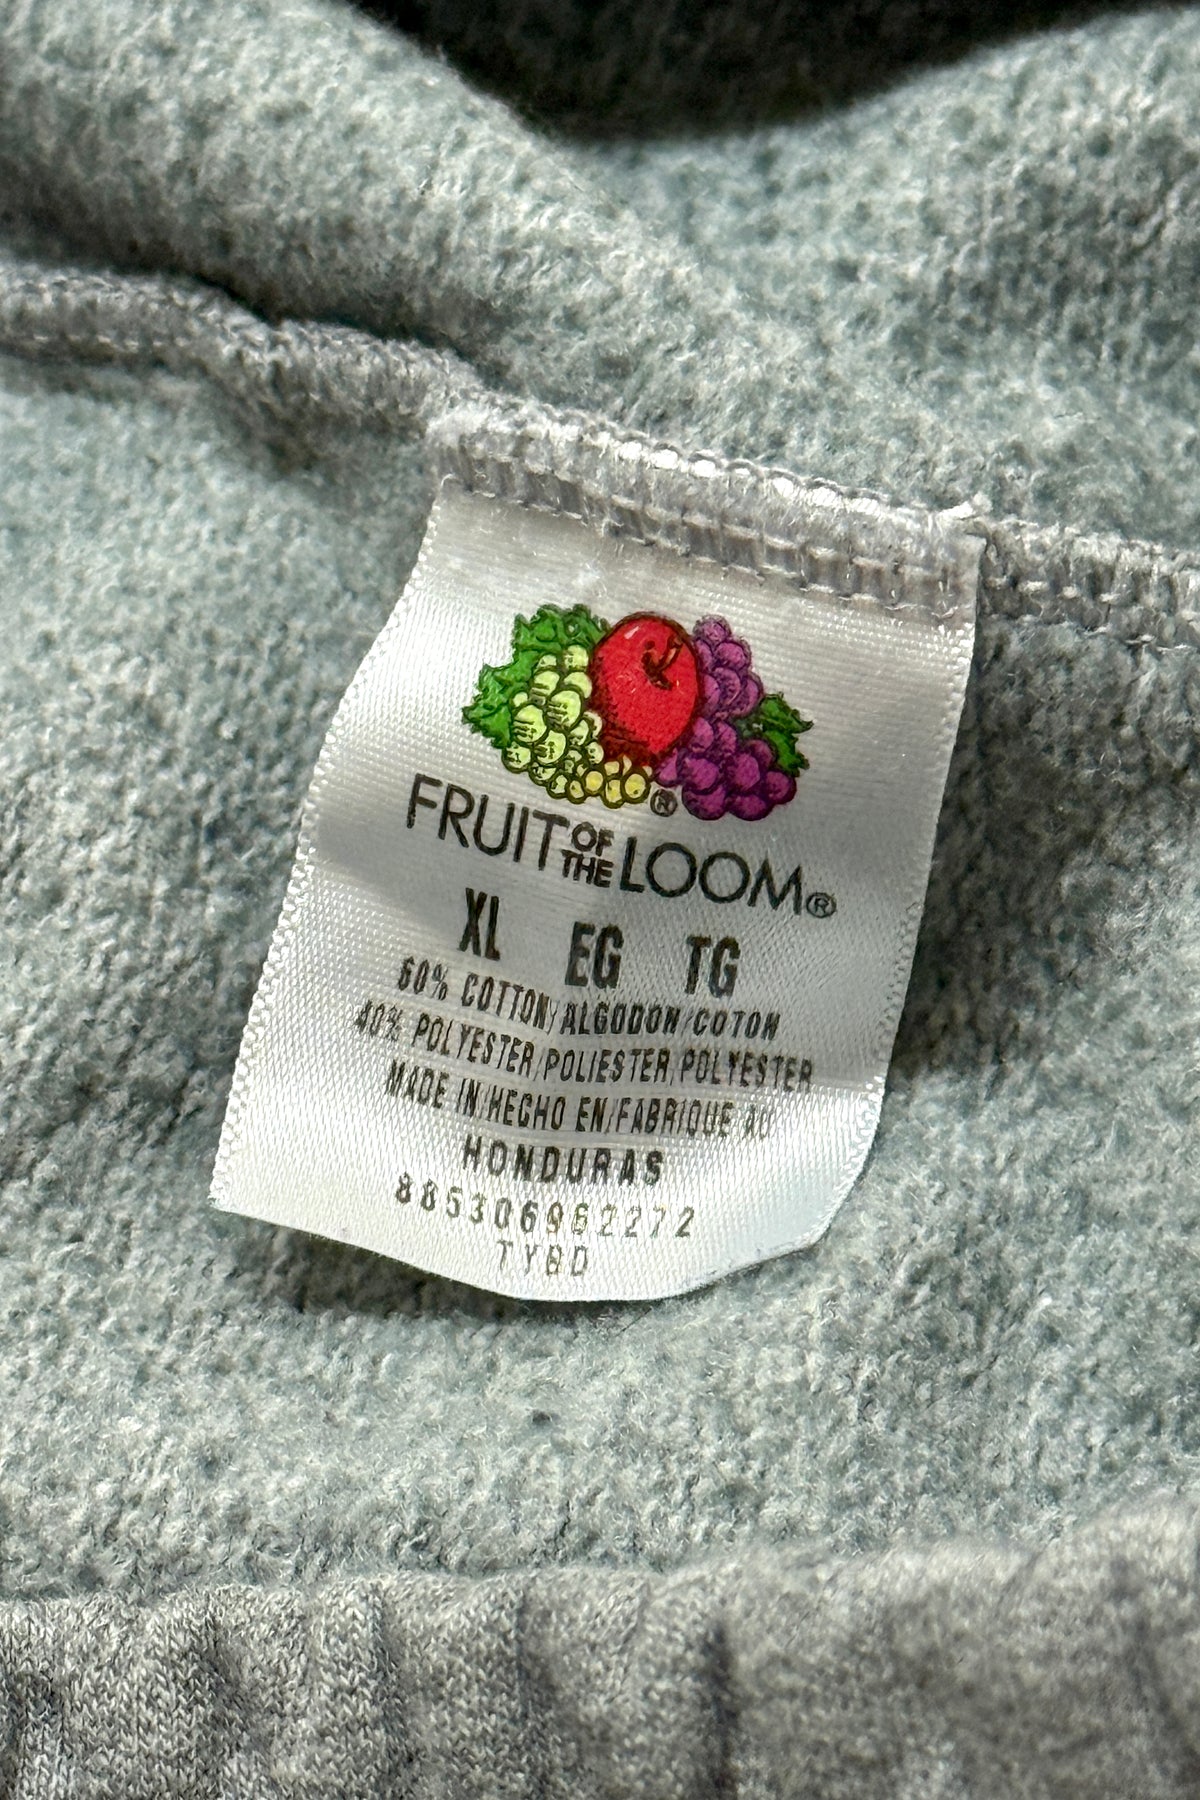 ®
FRUIT OF THE LOOM®
XL EG TG
60% COTTON/ALGODON/COTON
40% POLYESTER/POLIESTER/POLYESTER
MADE IN/HECHO EN/FABRIQUE AU
HONDURAS
885306962272
TYBD